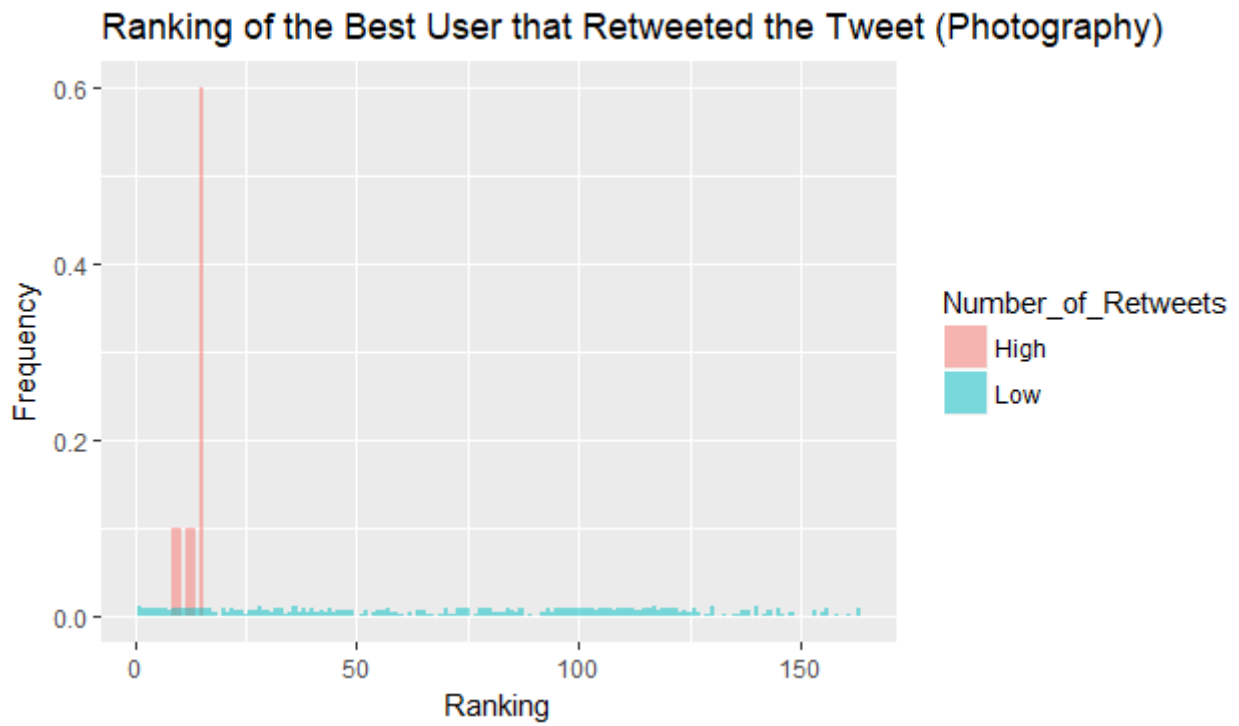 Ranking of the Best User that Retweeted the Tweet (Photography)
0.6
0.4
0.2
0.0
Frequency
0 50 100 150
Ranking
Number_of_Retweets
High
Low